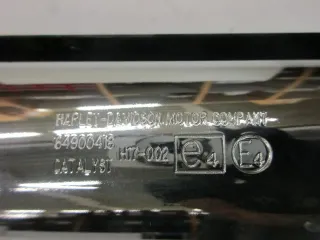 HARLEY-DAVIDSON MOTOR COMPANY
64900418
CATALYST H17-002 e4 E4